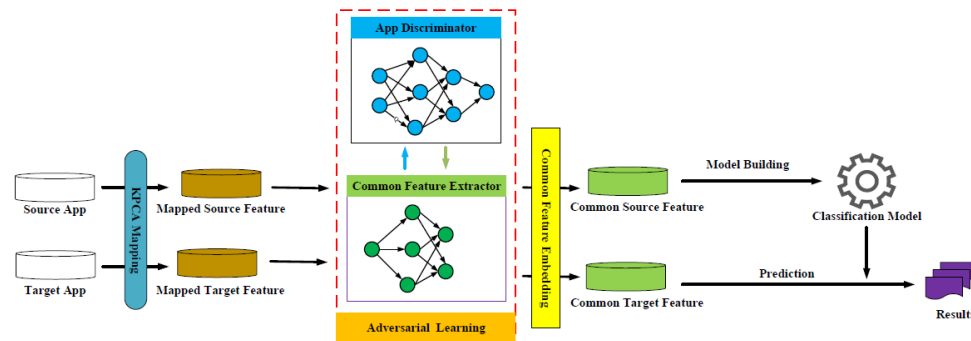 App Discriminator
Source App
KPCA Mapping
Mapped Source Feature
Common Feature Extractor
Common Feature Embedding
Common Source Feature
Model Building
Classification Model
Target App
Mapped Target Feature
Adversarial Learning
Common Target Feature
Prediction
Results